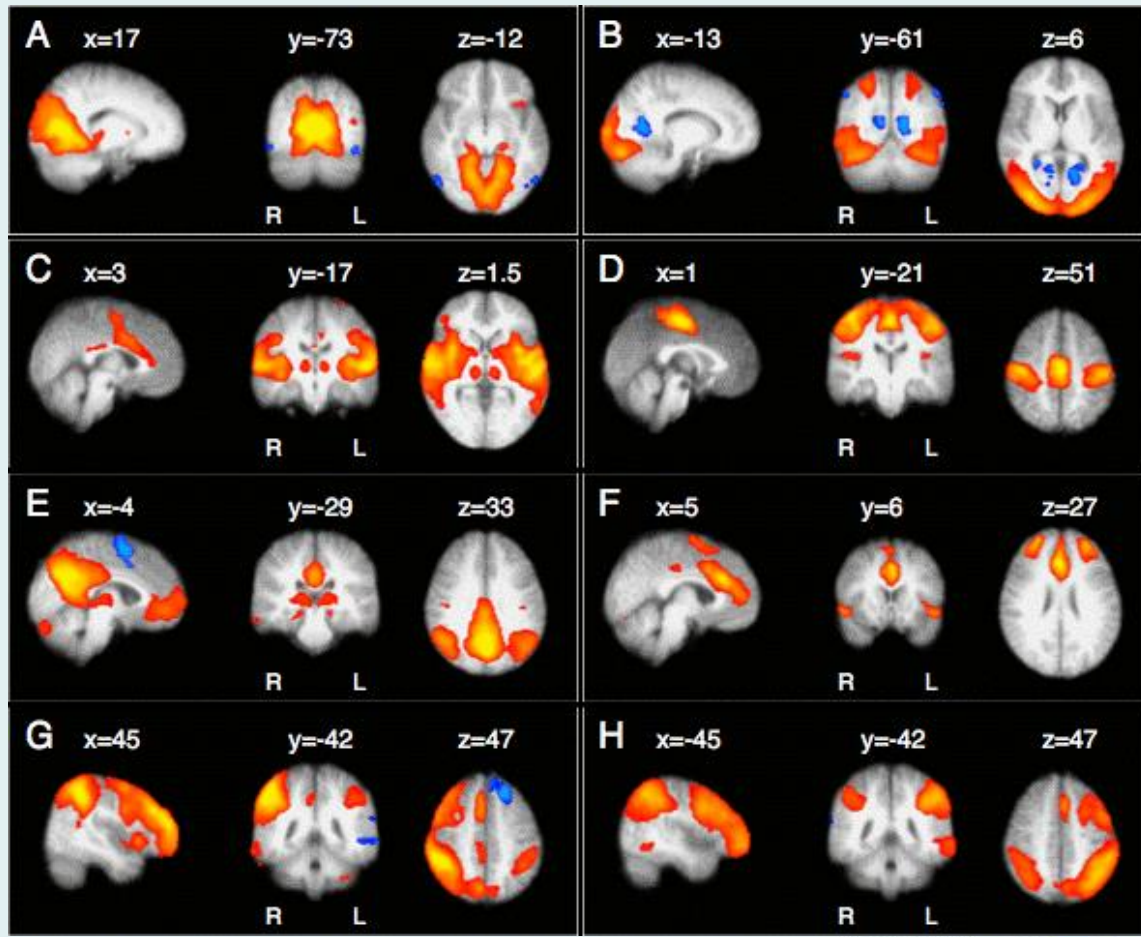 A x=17 y=-73 z=-12
R L
B x=-13 y=-61 z=6
R L
C x=3 y=-17 z=1.5
R L
D x=1 y=-21 z=51
R L
E x=-4 y=-29 z=33
R L
F x=5 y=6 z=27
R L
G x=45 y=-42 z=47
R L
H x=-45 y=-42 z=47
R L